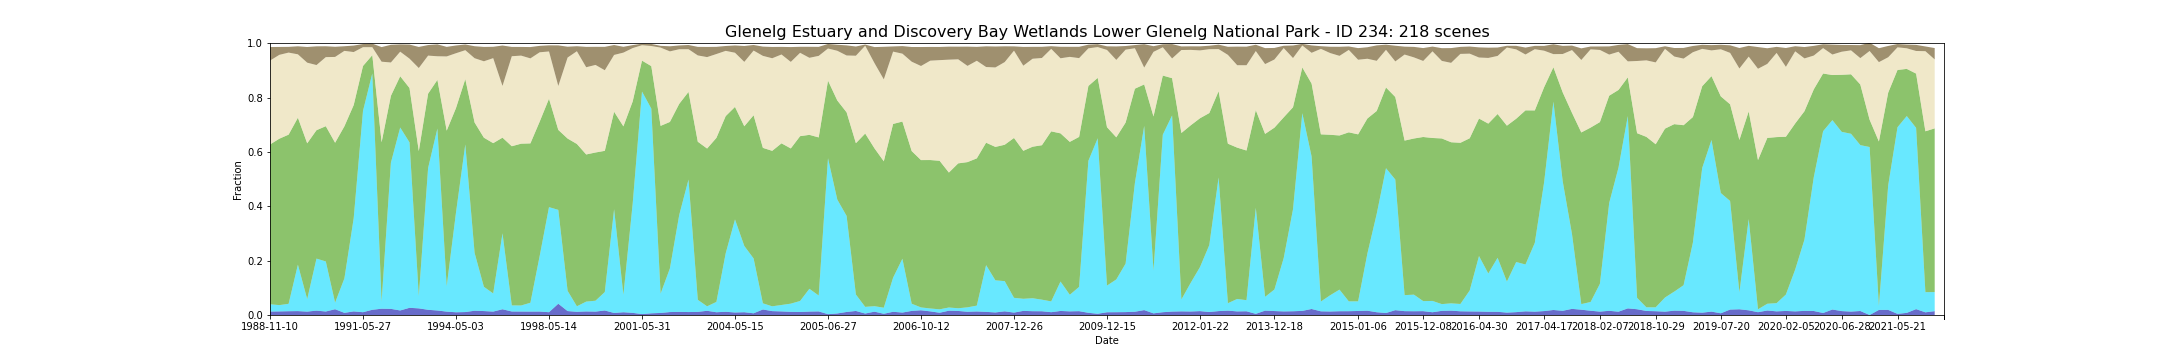 Glenelg Estuary and Discovery Bay Wetlands Lower Glenelg National Park - ID 234: 218 scenes
1.0
0.8
0.6
0.4
0.2
0.0
Fraction
1988-11-10 1991-05-27 1994-05-03 1998-05-14 2001-05-31 2004-05-15 2005-06-27 2006-10-12 2007-12-26 2009-12-15 2012-01-22 2013-12-18 2015-01-06 2015-12-08 2016-04-30 2017-04-17 2018-02-07 2018-10-29 2019-07-20 2020-02-05 2020-06-28 2021-05-21
Date